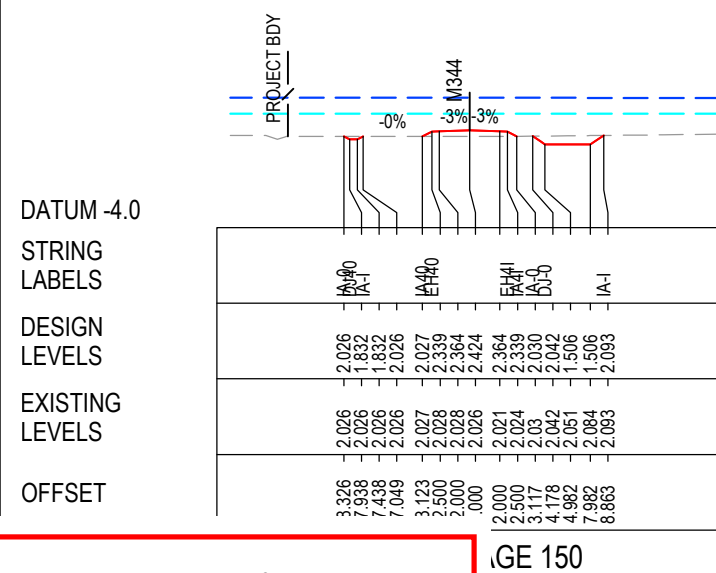 PROJECT BDY
M344
-0% -3% -3%
DATUM -4.0
STRING
LABELS
IA-0 DJ40 IA-I IA40 EH40 EH4I IA4I IA-0 DJ-0 IA-I
DESIGN
LEVELS
2.026 1.832 1.832 2.026 2.027 2.339 2.364 2.424 2.364 2.339 2.030 2.042 1.506 1.506 2.093
EXISTING
LEVELS
2.026 2.026 2.026 2.026 2.027 2.028 2.028 2.026 2.021 2.024 2.03 2.042 2.051 2.084 2.093
OFFSET
3.326 7.938 7.438 7.049 3.123 2.500 2.000 .000 2.000 2.500 3.117 4.178 4.982 7.982 8.863
AGE 150